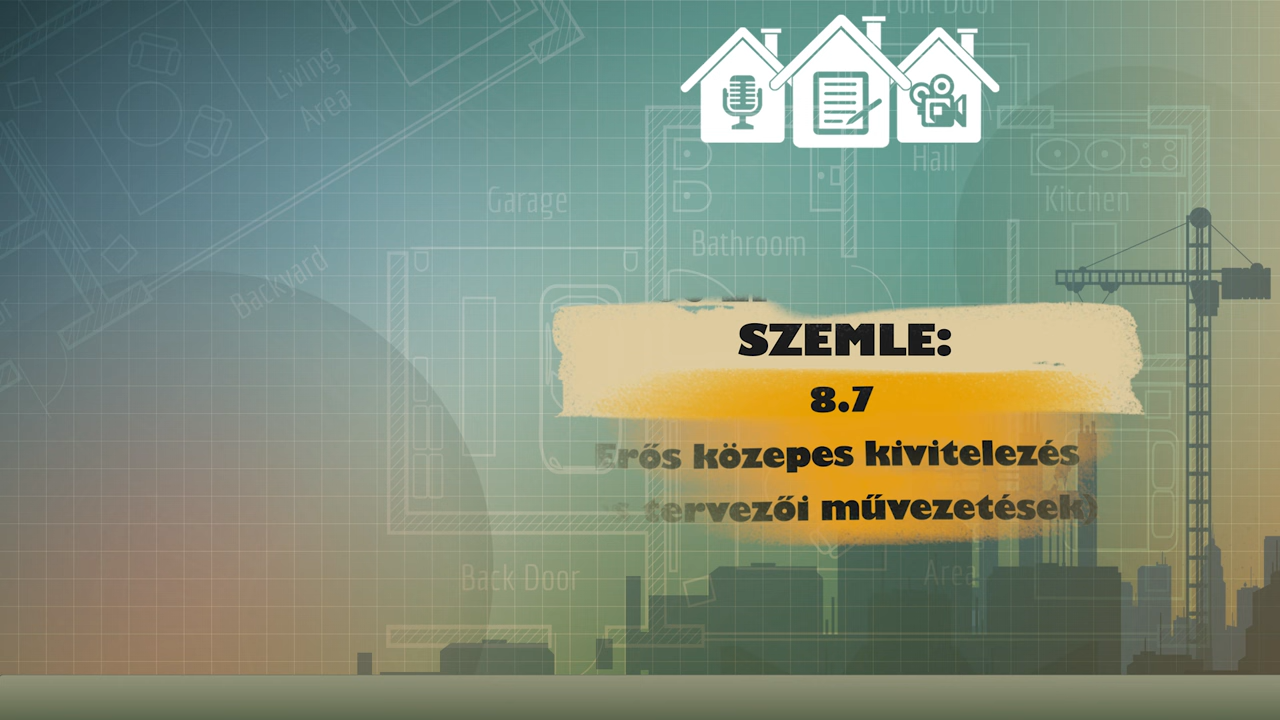 Front Door
Living
Area
Hall
Garage
Kitchen
Bathroom
Backyard
SZEMLE:
8.7
Erős közepes kivitelezés
tervezői művezetések)
Back Door
Area